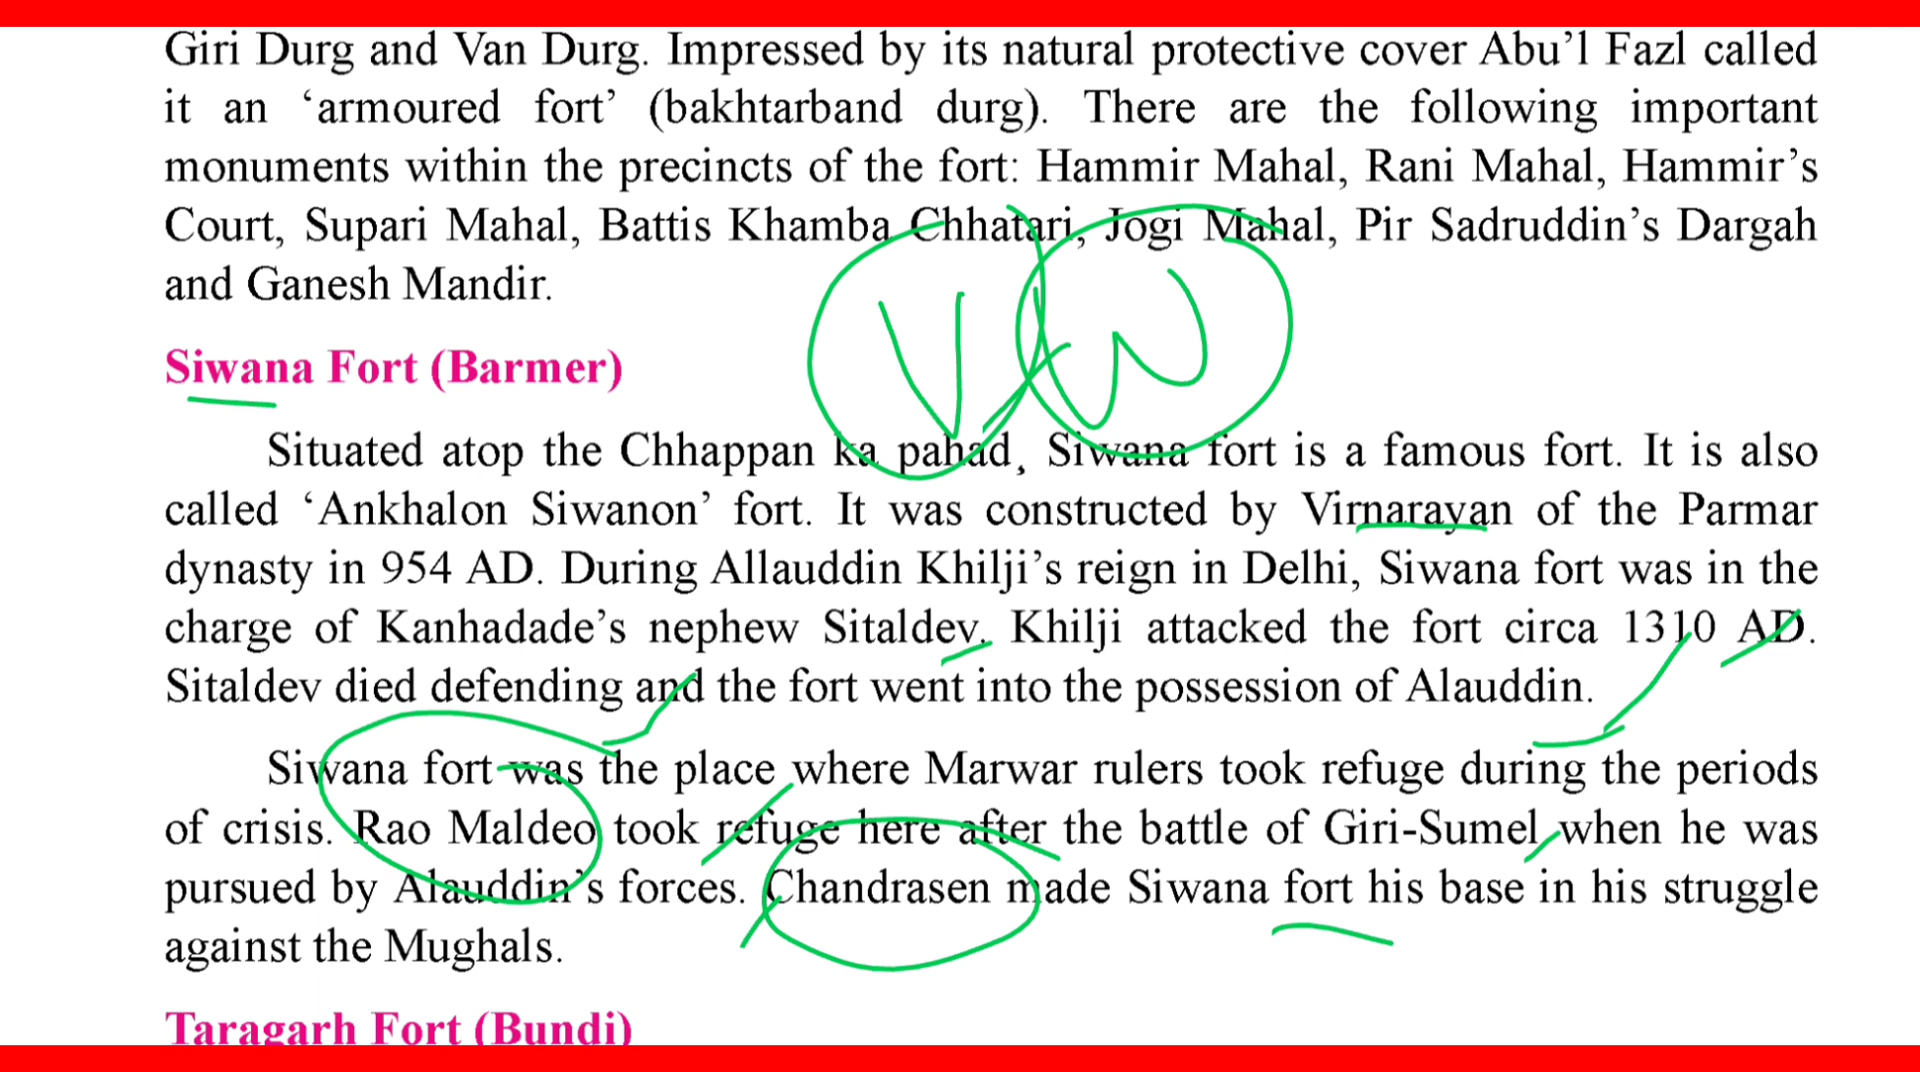 Giri Durg and Van Durg. Impressed by its natural protective cover Abu’l Fazl called
it an ‘armoured fort’ (bakhtarband durg). There are the following important
monuments within the precincts of the fort: Hammir Mahal, Rani Mahal, Hammir’s
Court, Supari Mahal, Battis Khamba Chhatari, Jogi Mahal, Pir Sadruddin’s Dargah
and Ganesh Mandir.
V N
Siwana Fort (Barmer)
Situated atop the Chhappan ka pahad, Siwana fort is a famous fort. It is also
called ‘Ankhalon Siwanon’ fort. It was constructed by Virnarayan of the Parmar
dynasty in 954 AD. During Allauddin Khilji’s reign in Delhi, Siwana fort was in the
charge of Kanhadade’s nephew Sitaldev. Khilji attacked the fort circa 1310 AD.
Sitaldev died defending and the fort went into the possession of Alauddin.
Siwana fort was the place where Marwar rulers took refuge during the periods
of crisis. Rao Maldeo took refuge here after the battle of Giri-Sumel when he was
pursued by Alauddin’s forces. Chandrasen made Siwana fort his base in his struggle
against the Mughals.
Taragarh Fort (Bundi)